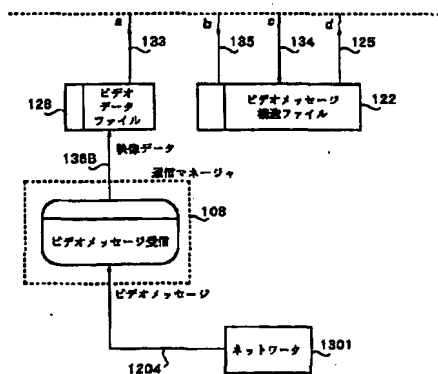 a b c d
133 135 134 125
128 ビデオ
データ
ファイル
ビデオメッセージ
構造ファイル 122
映像データ
136B
通信マネージャ
108
ビデオメッセージ受信
ビデオメッセージ
ネットワーク 1301
1204